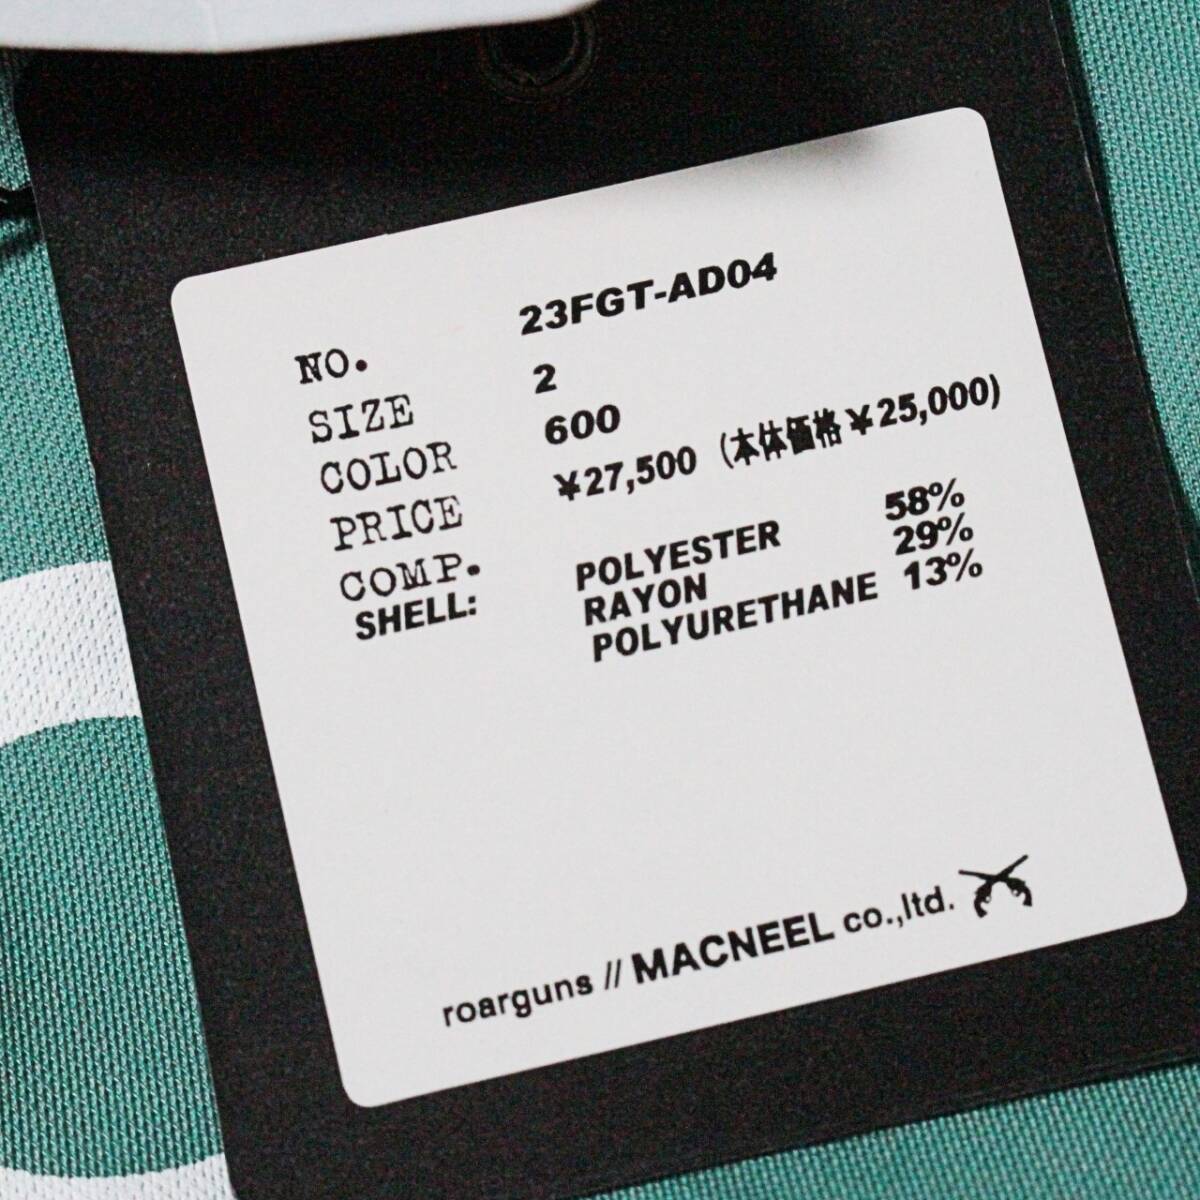 NO. 23FGT-AD04
SIZE 2
COLOR 600
PRICE ¥27,500 (本体価格¥25,000)
COMP.
SHELL: POLYESTER 58%
RAYON 29%
POLYURETHANE 13%
roarguns // MACNEEL co.,ltd.